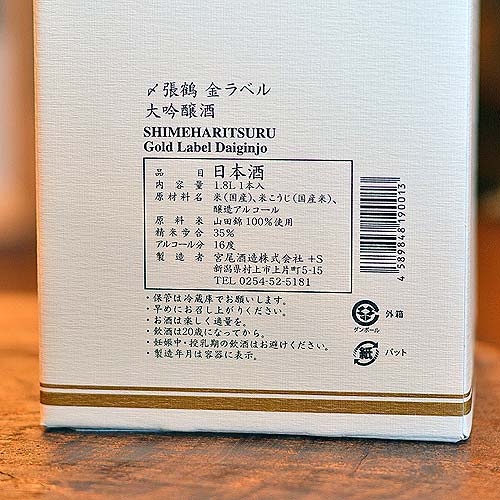 〆張鶴 金ラベル
大吟醸酒
SHIMEHARITSURU
Gold Label Daiginjo
品目 日本酒
内容量 1.8L 1本入
原材料名 米(国産)、米こうじ(国産米)、
醸造アルコール
原料米 山田錦100%使用
精米歩合 35%
アルコール分 16度
製造者 宮尾酒造株式会社 +S
新潟県村上市上片町5-15
TEL 0254-52-5181
・保管は冷蔵庫でお願いします。
・早めにお召し上がりください。
・お酒は楽しく適量を。
・飲酒は20歳になってから。
・妊娠中・授乳期の飲酒はお避けください。
・製造年月は容器に表示。
4 589848 190013
外箱
ダンボール
紙 パット